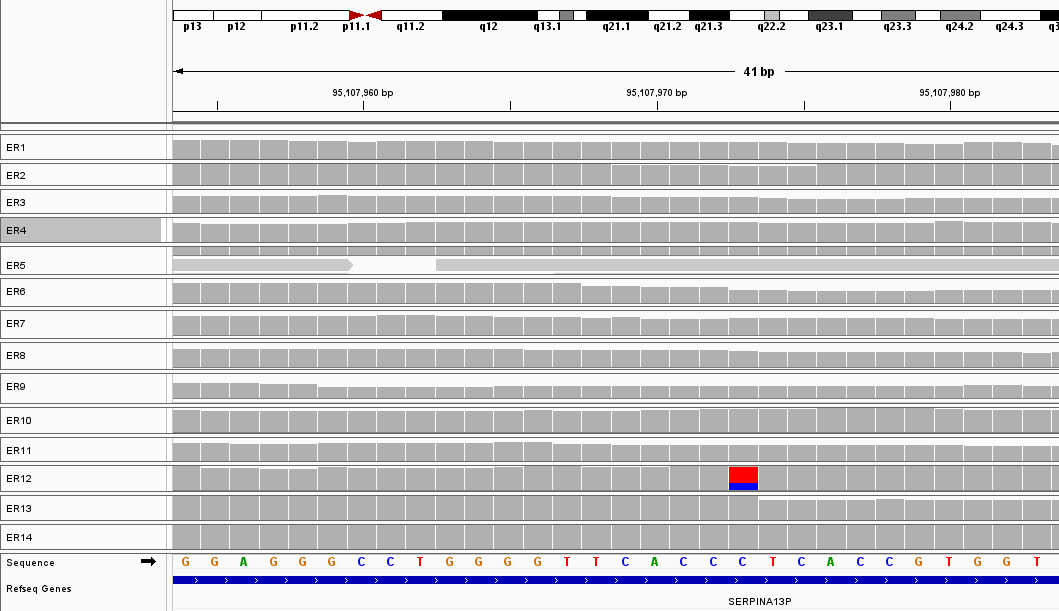 p13 p12 p11.2 p11.1 q11.2 q12 q13.1 q21.1 q21.2 q21.3 q22.2 q23.1 q23.3 q24.2 q24.3
41 bp
95,107,960 bp 95,107,970 bp 95,107,980 bp
ER1
ER2
ER3
ER4
ER5
ER6
ER7
ER8
ER9
ER10
ER11
ER12
ER13
ER14
Sequence G G A G G G C C T G G G G T T C A C C C T C A C C G T G G T
Refseq Genes
SERPINA13P